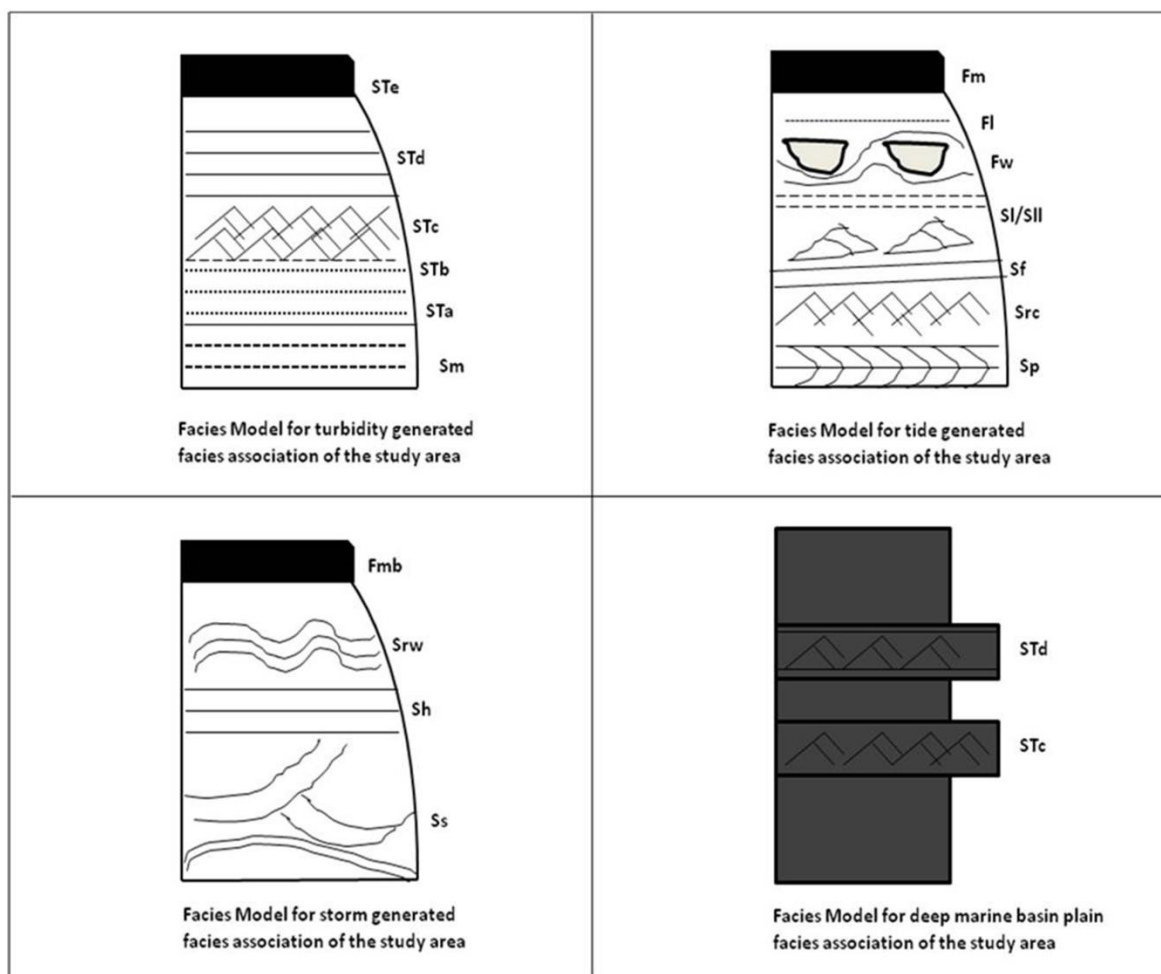 STe
STd
STc
STb
STa
Sm
Facies Model for turbidity generated
facies association of the study area
Fm
Fl
Fw
Sl/Sll
Sf
Src
Sp
Facies Model for tide generated
facies association of the study area
Fmb
Srw
Sh
Ss
Facies Model for storm generated
facies association of the study area
STd
STc
Facies Model for deep marine basin plain
facies association of the study area